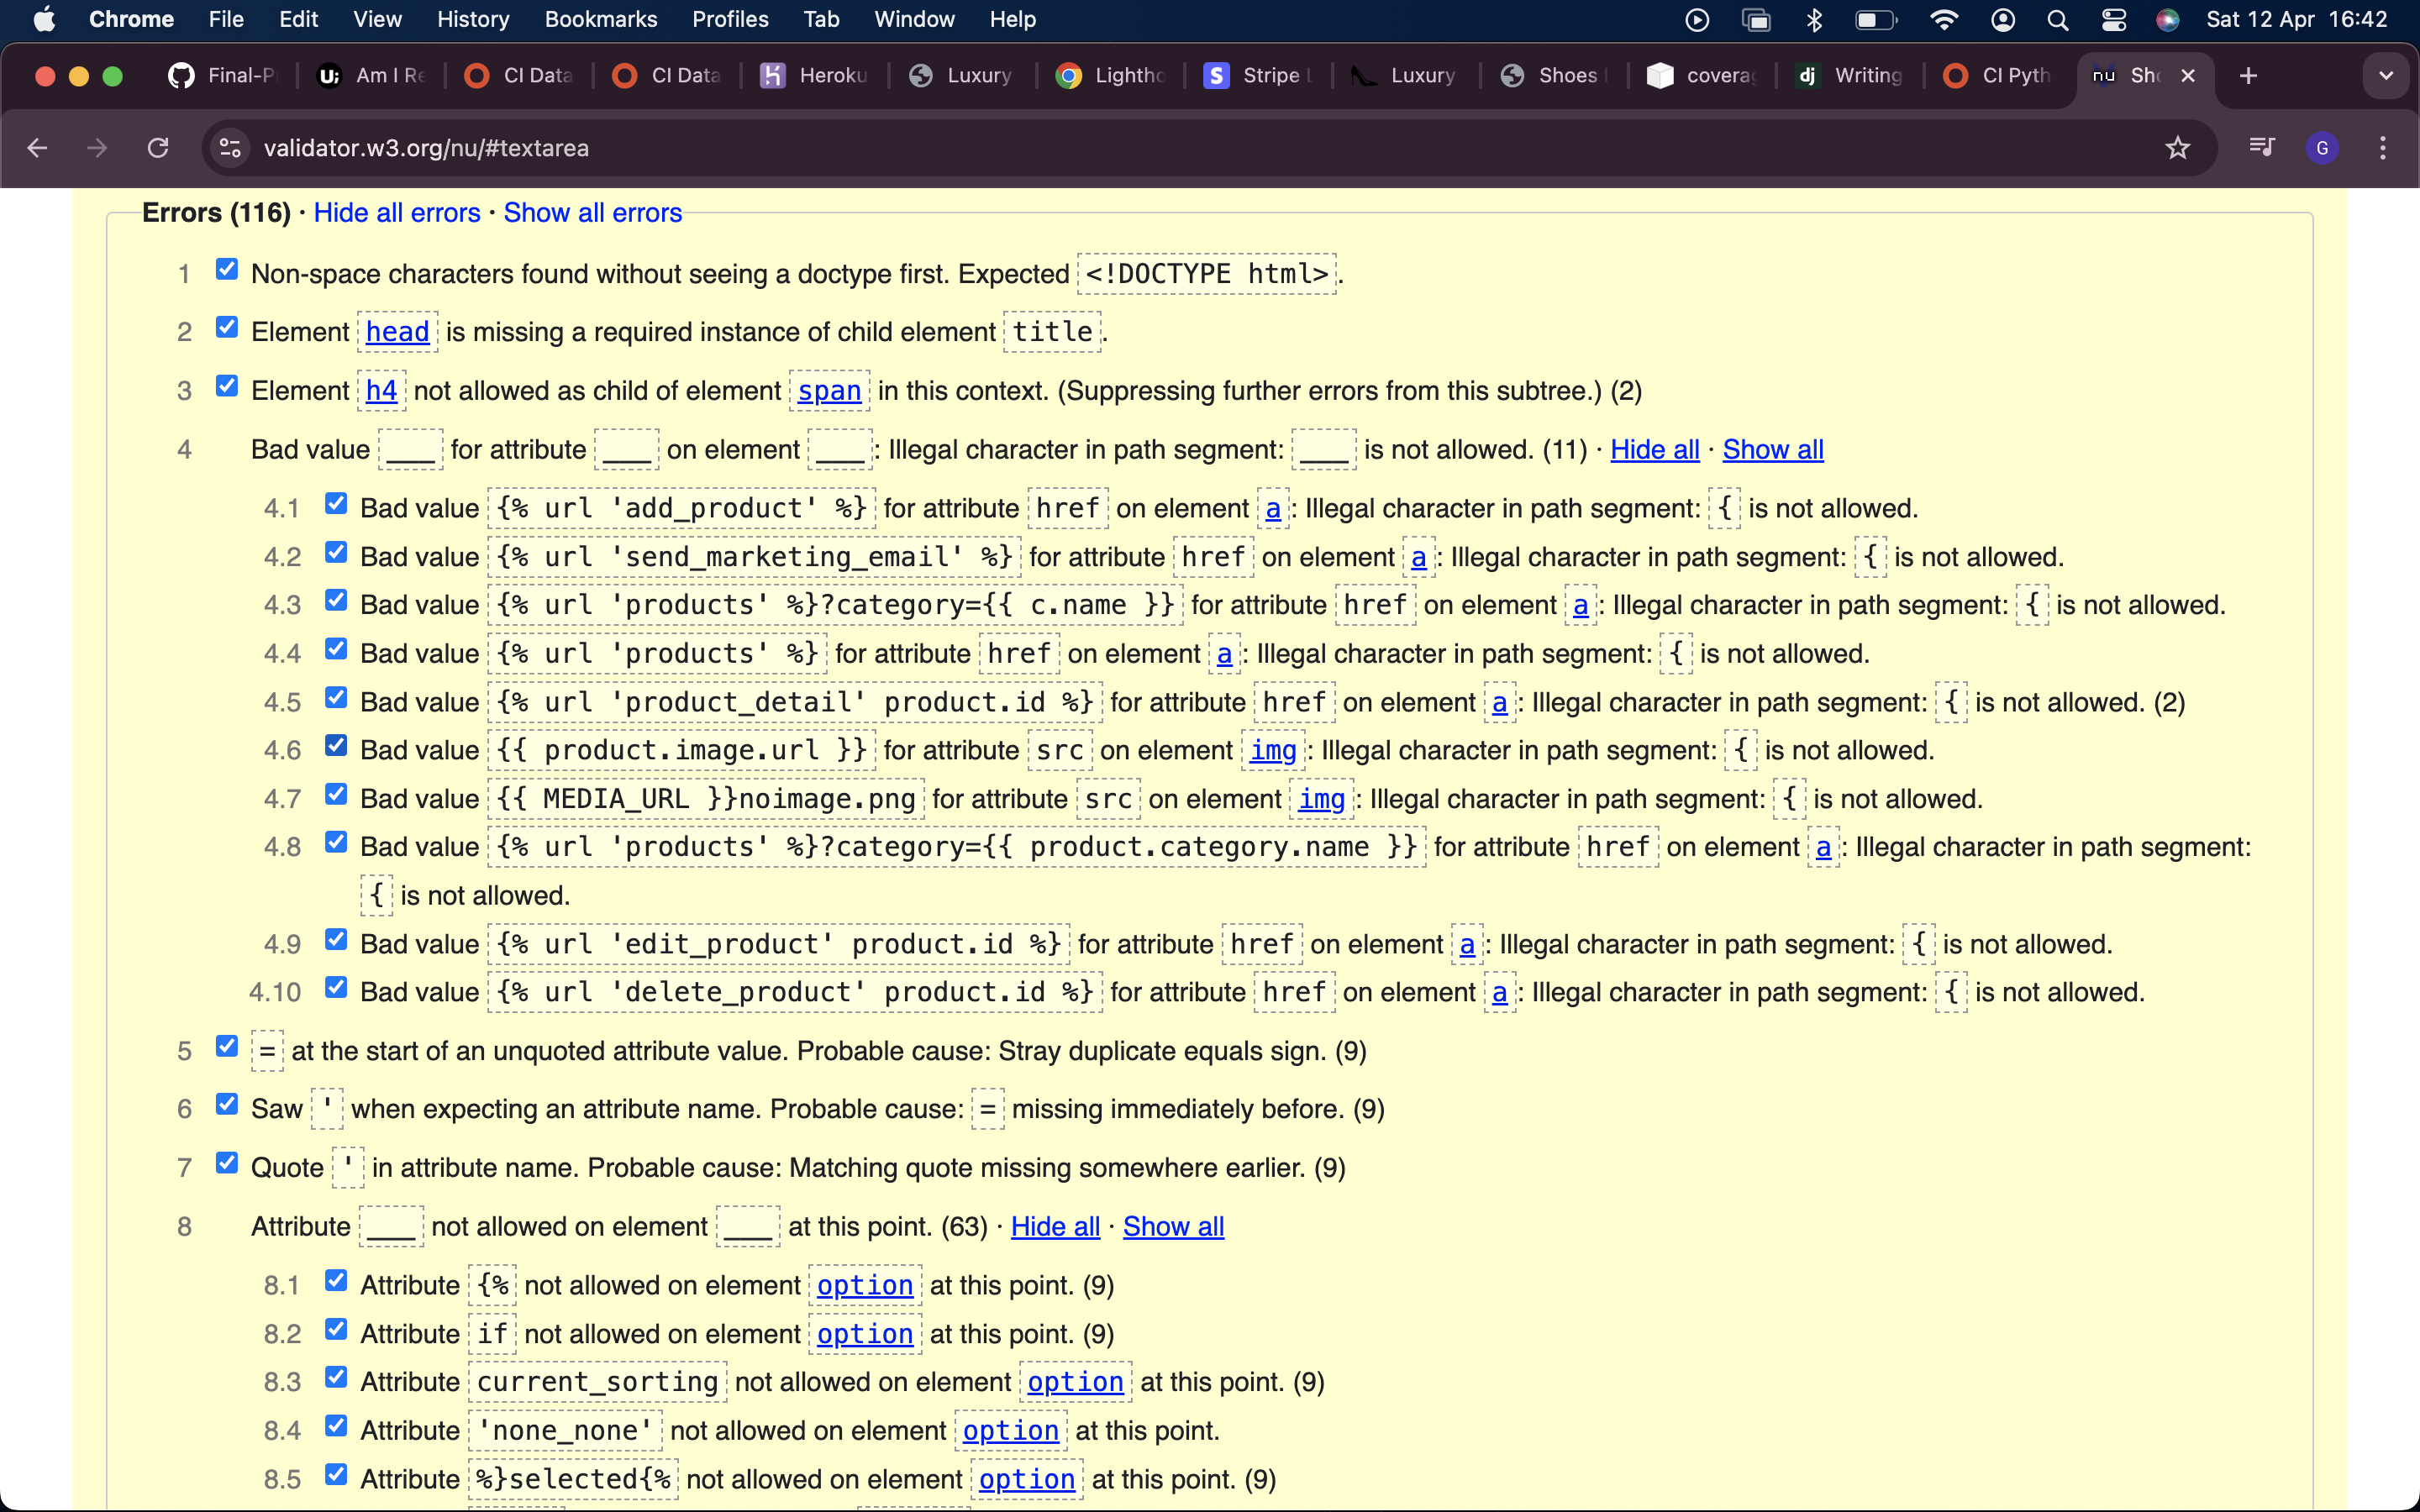 Chrome File Edit View History Bookmarks Profiles Tab Window Help Sat 12 Apr 16:42
Final-P Am I Re CI Data CI Data Heroku Luxury Lightho Stripe L Luxury Shoes coverag dj Writing CI Pyth nu Sho
validator.w3.org/nu/#textarea G
Errors (116) · Hide all errors · Show all errors
1 Non-space characters found without seeing a doctype first. Expected <!DOCTYPE html>.
2 Element head is missing a required instance of child element title.
3 Element h4 not allowed as child of element span in this context. (Suppressing further errors from this subtree.) (2)
4 Bad value ___ for attribute ___ on element ___: Illegal character in path segment: ___ is not allowed. (11) · Hide all · Show all
4.1 Bad value {% url 'add_product' %} for attribute href on element a: Illegal character in path segment: { is not allowed.
4.2 Bad value {% url 'send_marketing_email' %} for attribute href on element a: Illegal character in path segment: { is not allowed.
4.3 Bad value {% url 'products' %}?category={{ c.name }} for attribute href on element a: Illegal character in path segment: { is not allowed.
4.4 Bad value {% url 'products' %} for attribute href on element a: Illegal character in path segment: { is not allowed.
4.5 Bad value {% url 'product_detail' product.id %} for attribute href on element a: Illegal character in path segment: { is not allowed. (2)
4.6 Bad value {{ product.image.url }} for attribute src on element img: Illegal character in path segment: { is not allowed.
4.7 Bad value {{ MEDIA_URL }}noimage.png for attribute src on element img: Illegal character in path segment: { is not allowed.
4.8 Bad value {% url 'products' %}?category={{ product.category.name }} for attribute href on element a: Illegal character in path segment:
{ is not allowed.
4.9 Bad value {% url 'edit_product' product.id %} for attribute href on element a: Illegal character in path segment: { is not allowed.
4.10 Bad value {% url 'delete_product' product.id %} for attribute href on element a: Illegal character in path segment: { is not allowed.
5 = at the start of an unquoted attribute value. Probable cause: Stray duplicate equals sign. (9)
6 Saw ' when expecting an attribute name. Probable cause: = missing immediately before. (9)
7 Quote ' in attribute name. Probable cause: Matching quote missing somewhere earlier. (9)
8 Attribute ___ not allowed on element ___ at this point. (63) · Hide all · Show all
8.1 Attribute {% not allowed on element option at this point. (9)
8.2 Attribute if not allowed on element option at this point. (9)
8.3 Attribute current_sorting not allowed on element option at this point. (9)
8.4 Attribute 'none_none' not allowed on element option at this point.
8.5 Attribute %}selected{% not allowed on element option at this point. (9)